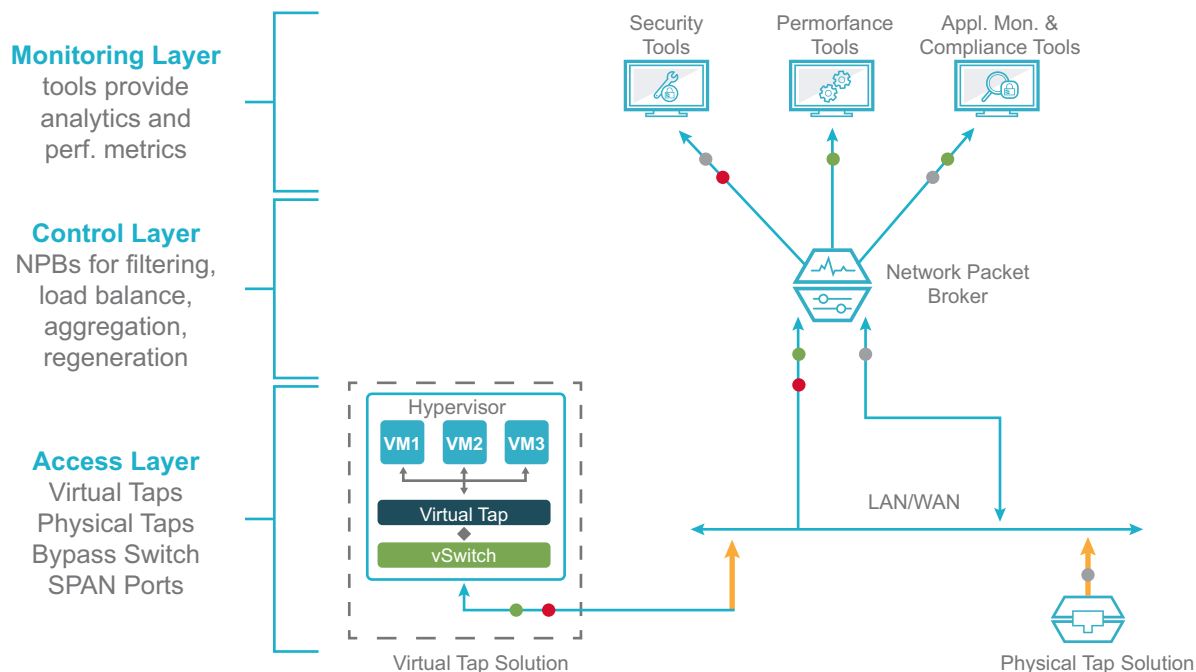 Monitoring Layer
tools provide
analytics and
perf. metrics
Control Layer
NPBs for filtering,
load balance,
aggregation,
regeneration
Access Layer
Virtual Taps
Physical Taps
Bypass Switch
SPAN Ports
Security
Tools
Permorfance
Tools
Appl. Mon. &
Compliance Tools
Network Packet
Broker
Hypervisor
VM1
VM2
VM3
Virtual Tap
vSwitch
LAN/WAN
Virtual Tap Solution
Physical Tap Solution